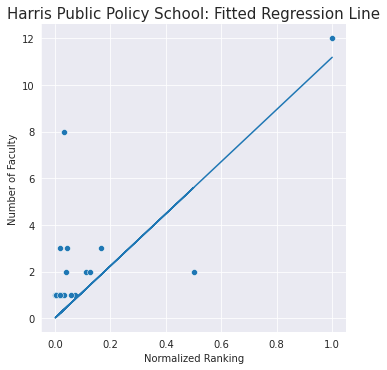 Harris Public Policy School: Fitted Regression Line
12
10
8
6
4
2
0
Number of Faculty
0.0 0.2 0.4 0.6 0.8 1.0
Normalized Ranking